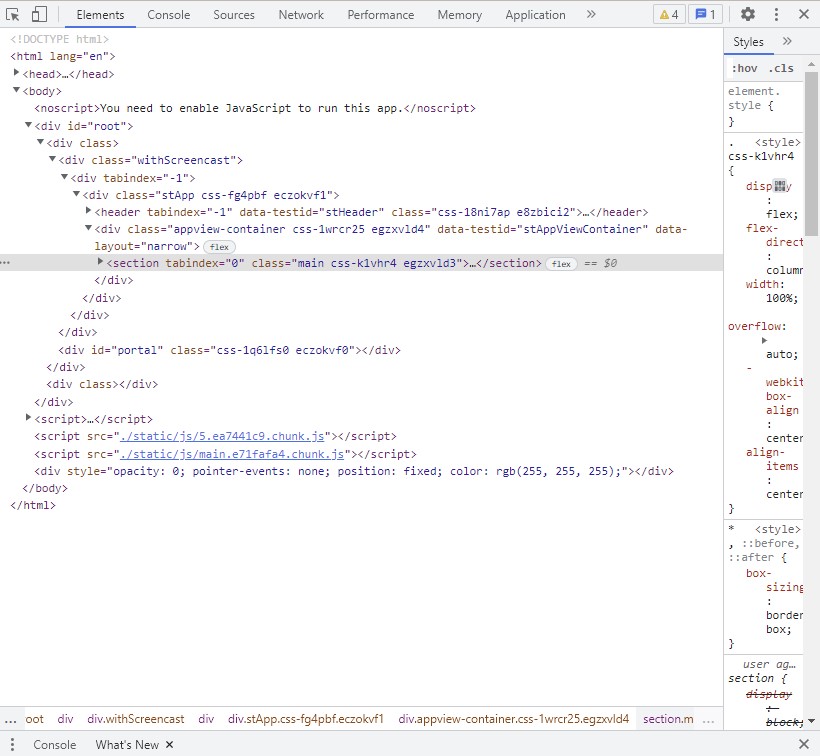 Elements Console Sources Network Performance Memory Application » 4 1
<!DOCTYPE html>
<html lang="en">
<head>…</head>
<body>
<noscript>You need to enable JavaScript to run this app.</noscript>
<div id="root">
<div class>
<div class="withScreencast">
<div tabindex="-1">
<div class="stApp css-fg4pbf eczokvf1">
<header tabindex="-1" data-testid="stHeader" class="css-18ni7ap e8zbici2">…</header>
<div class="appview-container css-1wrcr25 egzxvld4" data-testid="stAppViewContainer" data-
layout="narrow"> flex
<section tabindex="0" class="main css-k1vhr4 egzxvld3">…</section> flex == $0
</div>
</div>
</div>
</div>
<div id="portal" class="css-1q6lfs0 eczokvf0"></div>
</div>
<div class></div>
</div>
<script>…</script>
<script src="./static/js/5.ea7441c9.chunk.js"></script>
<script src="./static/js/main.e71fafa4.chunk.js"></script>
<div style="opacity: 0; pointer-events: none; position: fixed; color: rgb(255, 255, 255);"></div>
</body>
</html>
Styles »
:hov .cls
element.
style {
}
. <style>
css-k1vhr4
{
disp y
:
flex;
flex-
direct
:
column
width:
100%;
overflow:
auto;
-
webkit
box-
align
:
center
align-
items
:
center
}
* <style>
, ::before,
::after {
box-
sizing
:
border
box;
}
user ag…
section {
display
:
block;
… oot div div.withScreencast div div.stApp.css-fg4pbf.eczokvf1 div.appview-container.css-1wrcr25.egzxvld4 section.m …
Console What's New ×